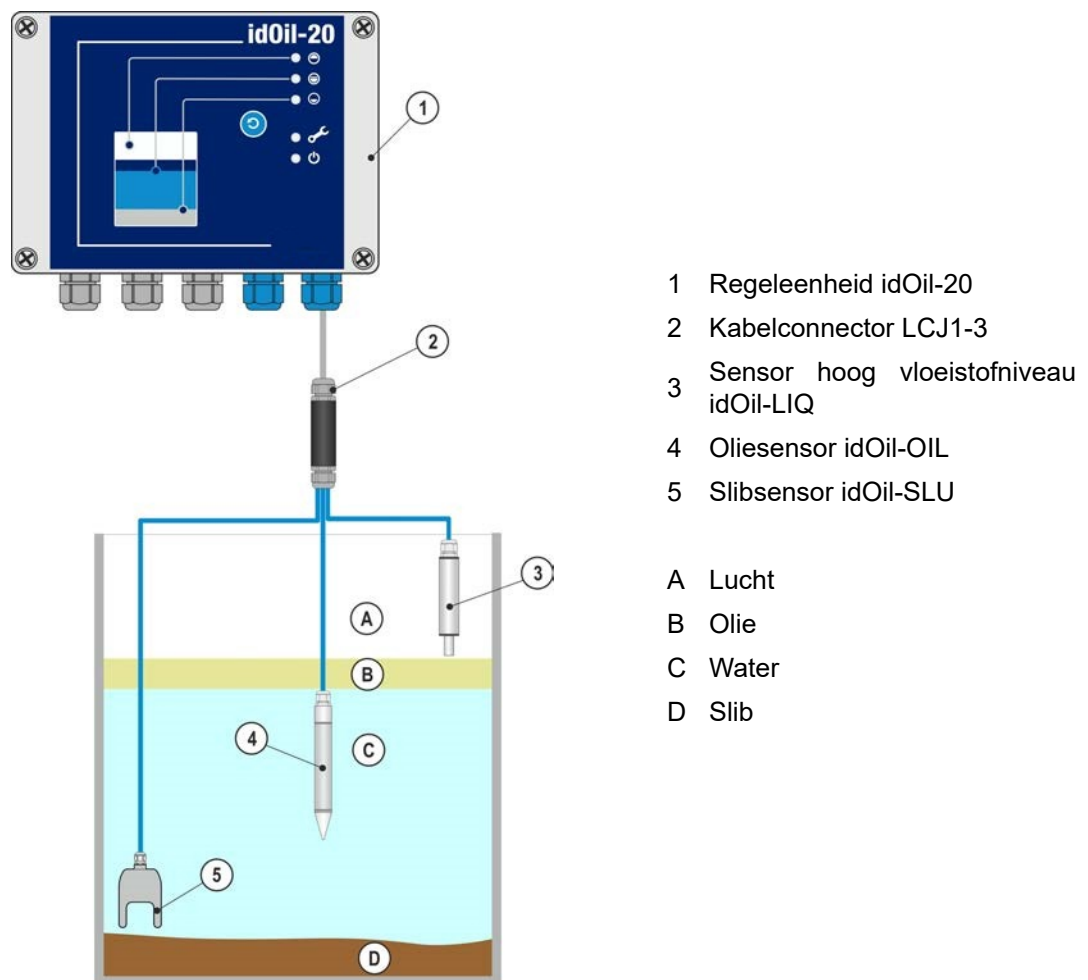 idOil-20
1
2
3
A
B
4
C
5
D
1 Regeleenheid idOil-20
2 Kabelconnector LCJ1-3
3 Sensor hoog vloeistofniveau
idOil-LIQ
4 Oliesensor idOil-OIL
5 Slibsensor idOil-SLU
A Lucht
B Olie
C Water
D Slib